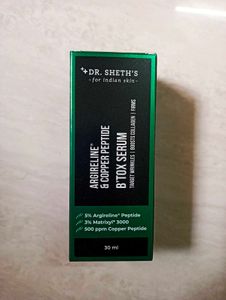 DR. SHETH'S
for indian skin
ARGIRELINE®
& COPPER PEPTIDE
B'TOX SERUM
TARGET WRINKLES | BOOSTS COLLAGEN | FIRMS
5% Argireline® Peptide
3% Matrixyl® 3000
500 ppm Copper Peptide
30 ml